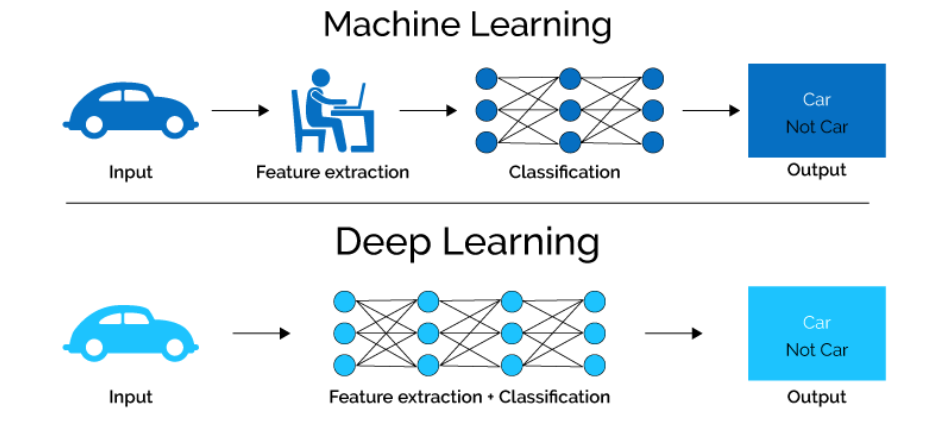 Machine Learning
Car
Not Car
Input
Feature extraction
Classification
Output
Deep Learning
Car
Not Car
Input
Feature extraction + Classification
Output